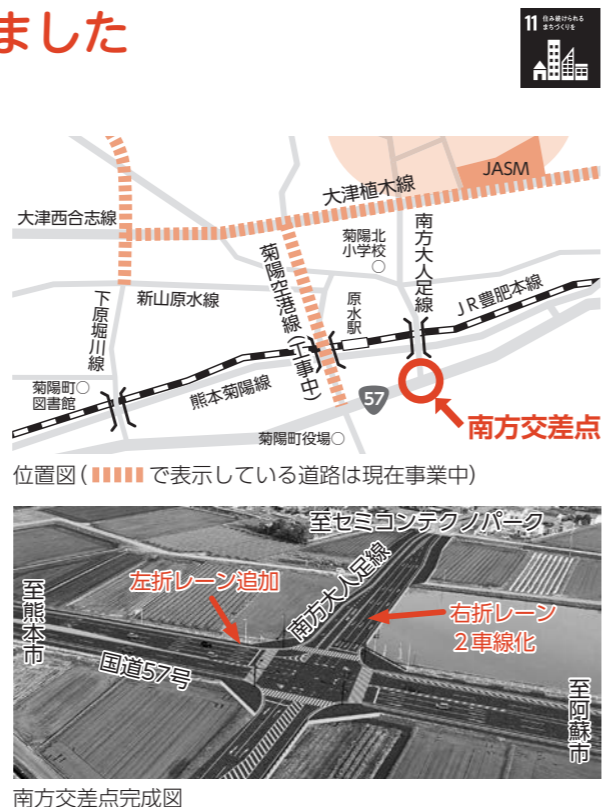 ました
11 住み続けられる
まちづくりを
JASM
大津植木線
大津西合志線
菊陽北
小学校
南方大人足線
菊陽空港線(工事中)
原水駅
JR豊肥本線
下原堀川線
新山原水線
菊陽町
図書館
熊本菊陽線
57
南方交差点
菊陽町役場
位置図(で表示している道路は現在事業中)
至セミコンテクノパーク
左折レーン追加
南方大人足線
至熊本市
右折レーン
2車線化
国道57号
至阿蘇市
南方交差点完成図